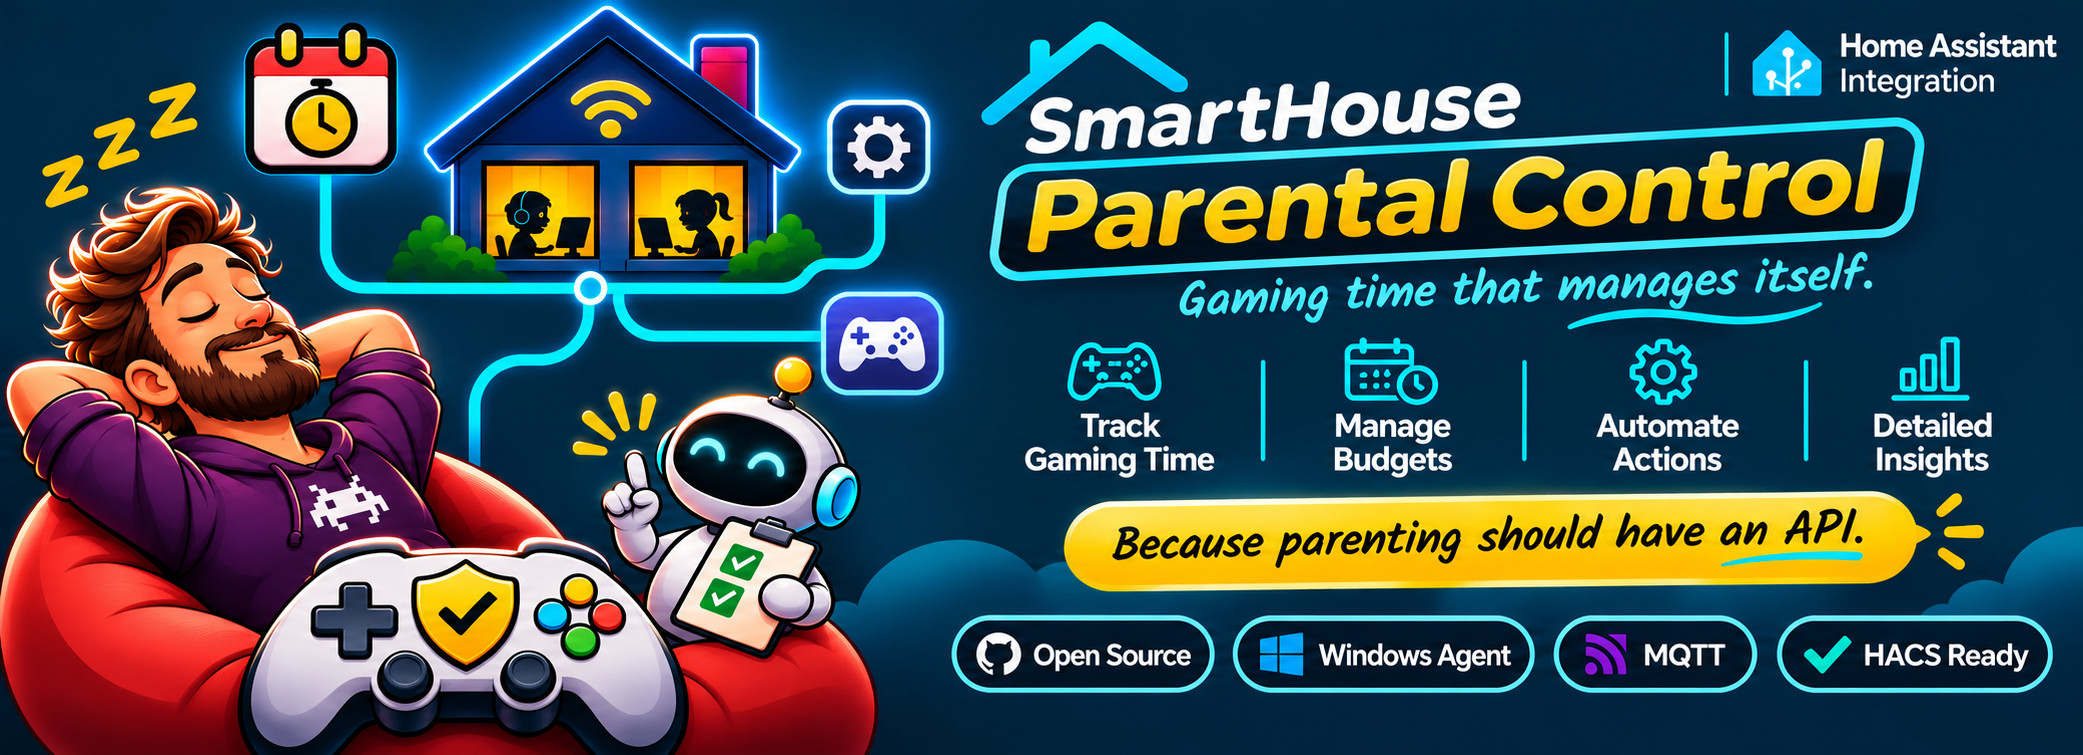 zzz
SmartHouse
Parental Control
Gaming time that manages itself.
Home Assistant
Integration
Track
Gaming Time
Manage
Budgets
Automate
Actions
Detailed
Insights
Because parenting should have an API.
Open Source
Windows Agent
MQTT
HACS Ready